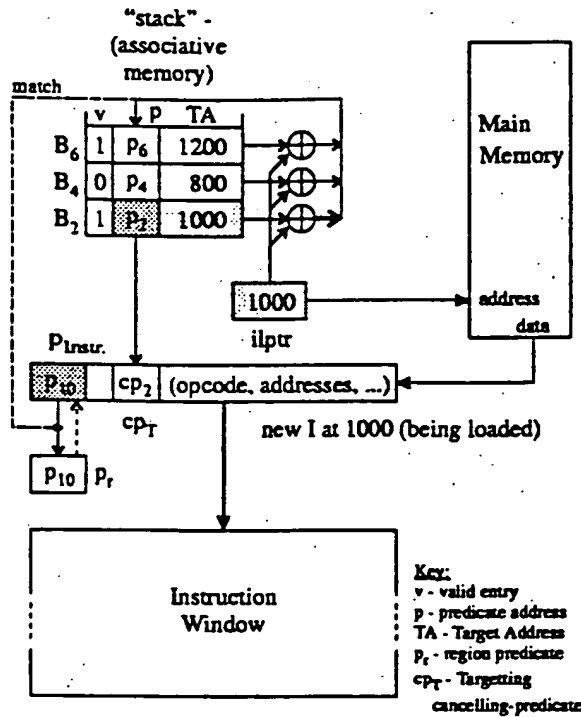 “stack” -
(associative
memory)
match
v p TA
B6 1 p6 1200
B4 0 p4 800
B2 1 p2 1000
Main
Memory
1000
ilptr
address
data
PInstr.
p10 cp2 (opcode, addresses, ...)
cpT
new I at 1000 (being loaded)
p10 pr
Instruction
Window
Key:
v - valid entry
p - predicate address
TA - Target Address
pr - region predicate
cpT - Targetting
cancelling-predicate